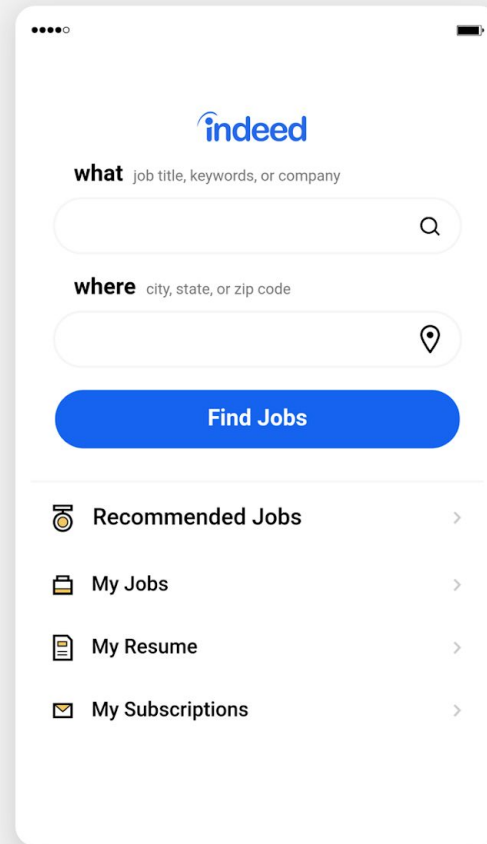 indeed
what job title, keywords, or company
where city, state, or zip code
Find Jobs
Recommended Jobs
My Jobs
My Resume
My Subscriptions